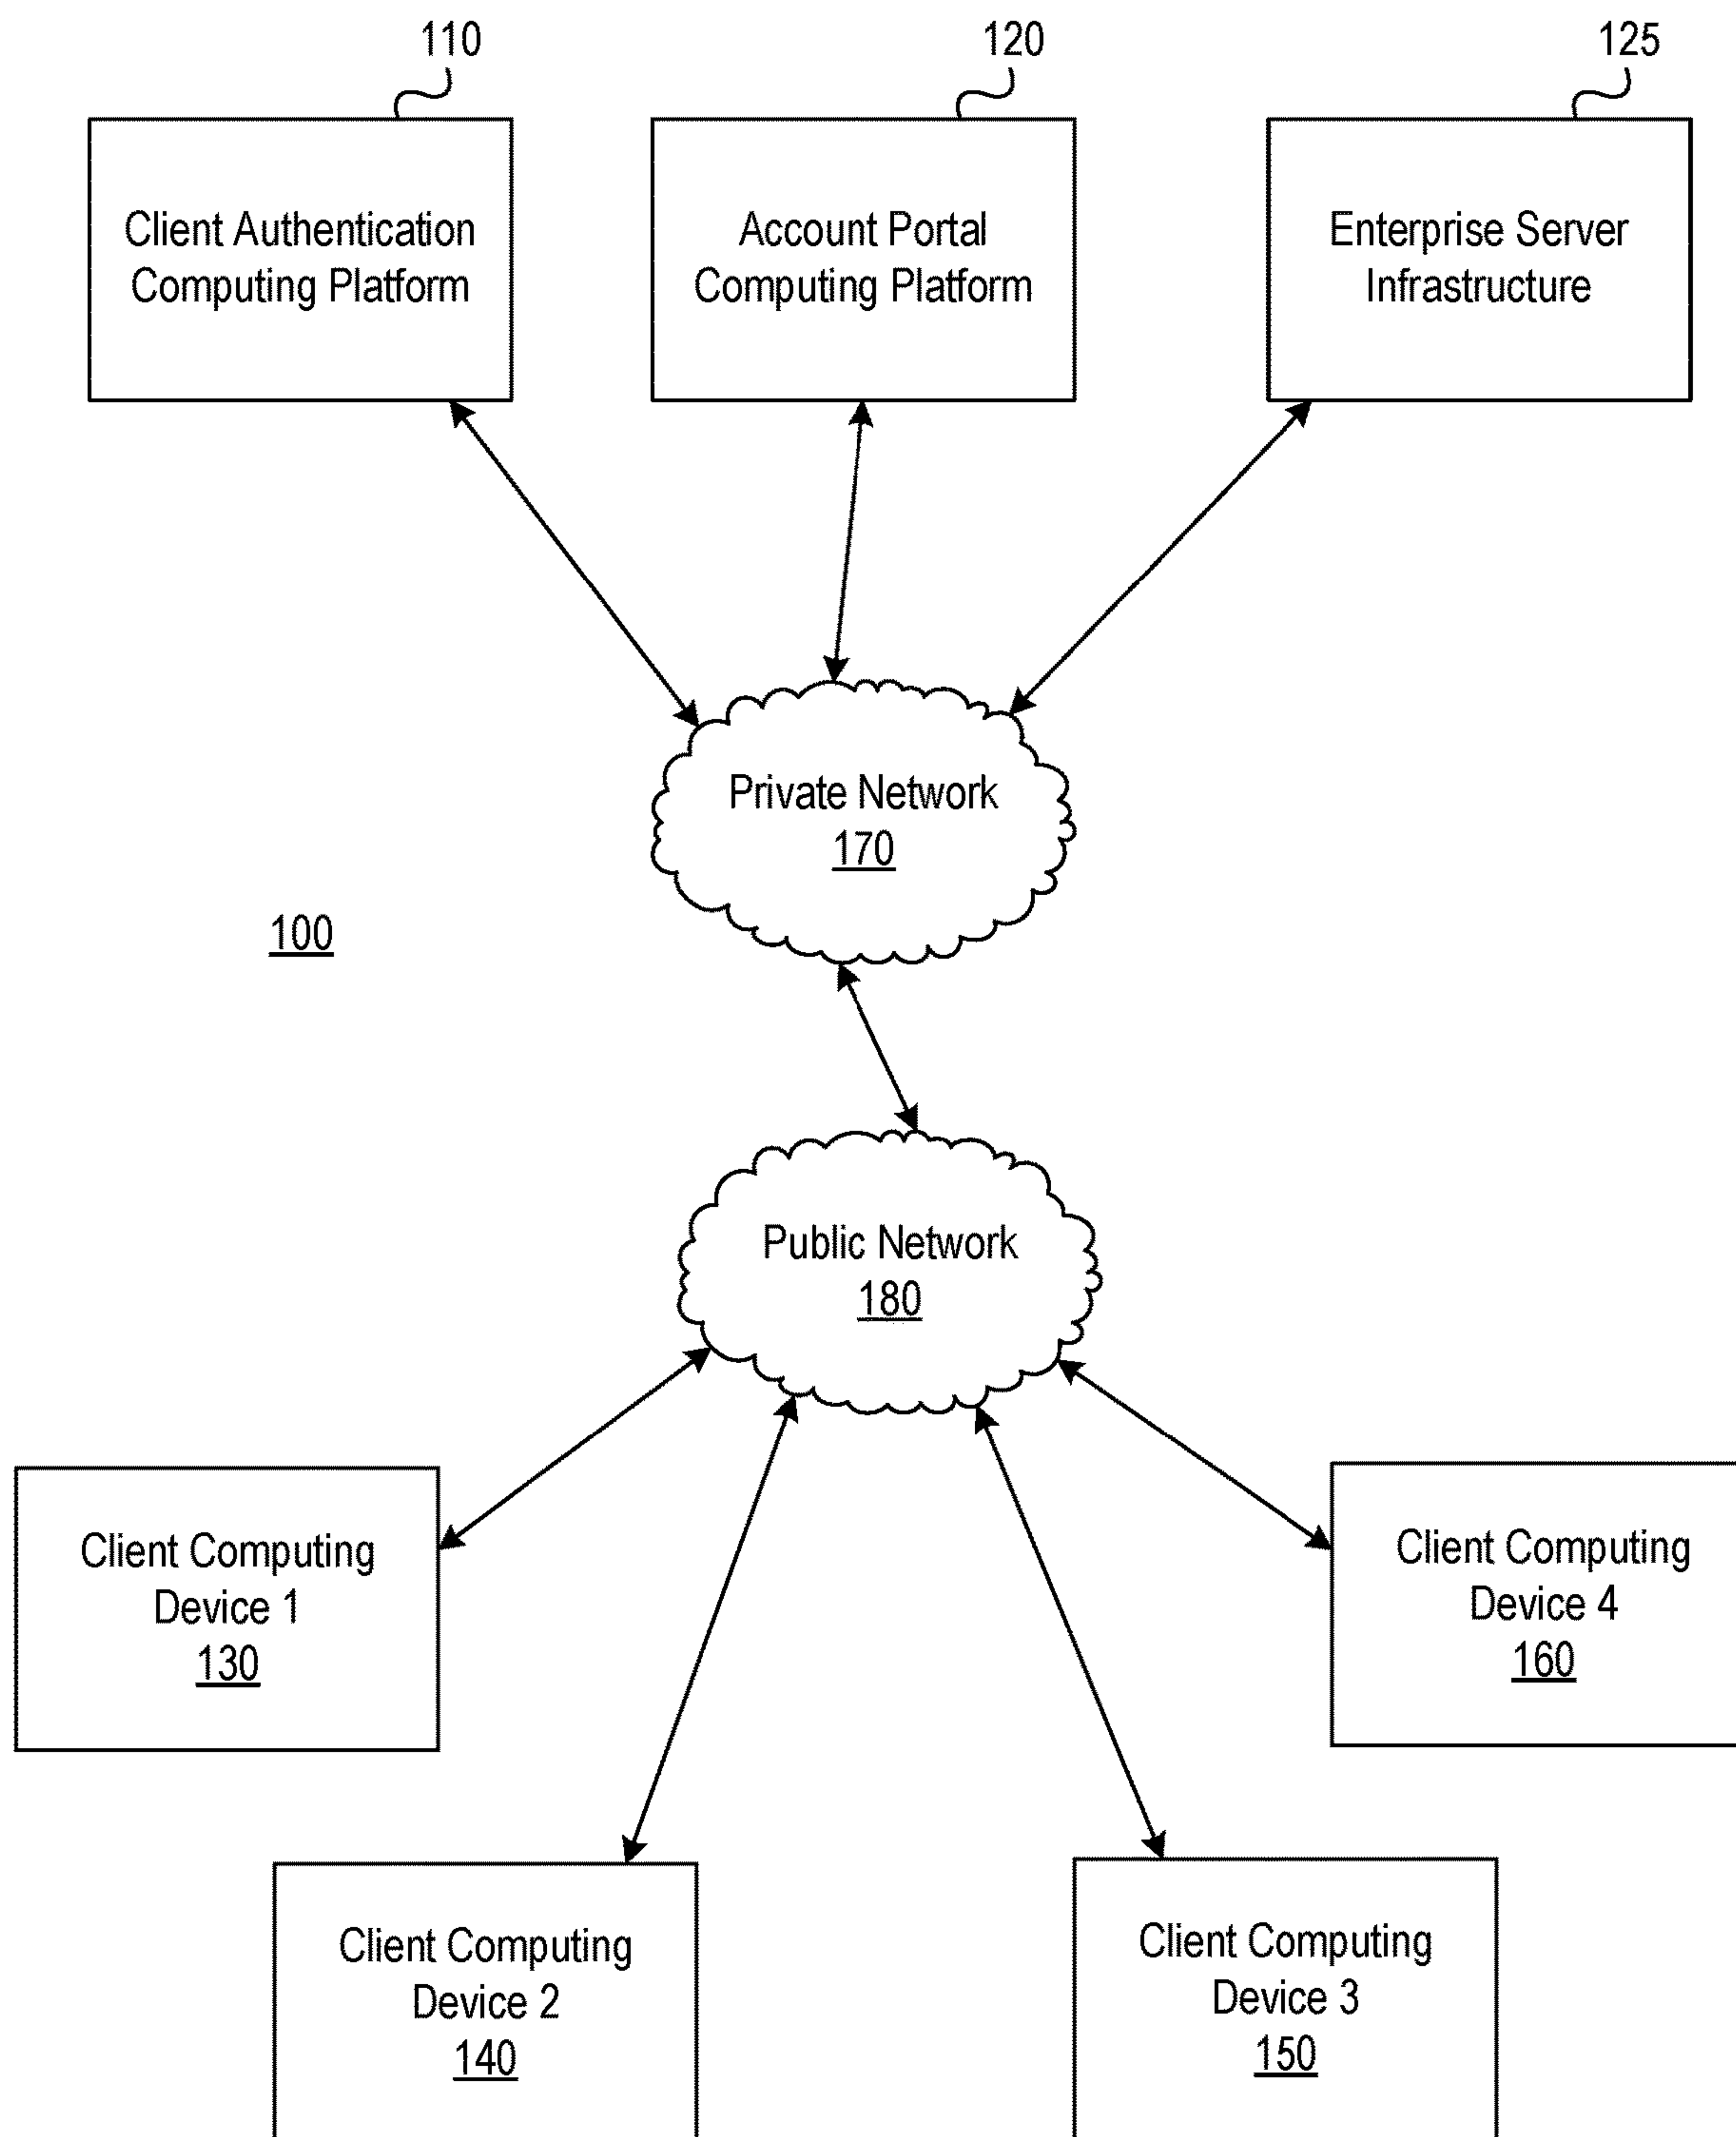 110
120
125
Client Authentication
Computing Platform
Account Portal
Computing Platform
Enterprise Server
Infrastructure
Private Network
170
100
Public Network
180
Client Computing
Device 1
130
Client Computing
Device 4
160
Client Computing
Device 2
140
Client Computing
Device 3
150